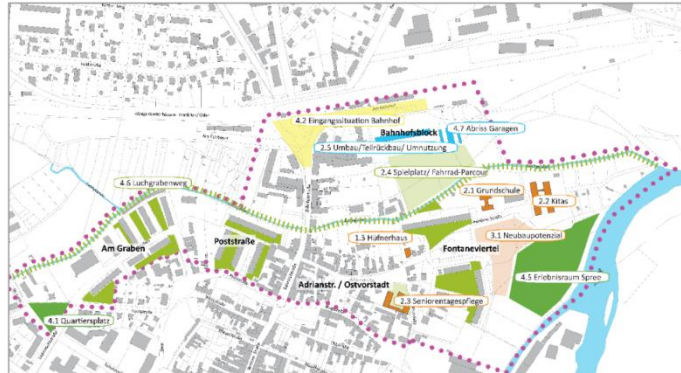 4.2 Eingangssituation Bahnhof
Bahnhofsblock
4.7 Abriss Garagen
2.5 Umbau/Teilrückbau/ Umnutzung
2.4 Spielplatz/ Fahrrad-Parcour
4.6 Luchgrabenweg
2.1 Grundschule
2.2 Kitas
1.3 Hüfnerhaus
3.1 Neubaupotenzial
Am Graben
Poststraße
Fontaneviertel
4.5 Erlebnisraum Spree
Adrianstr. / Ostvorstadt
2.3 Seniorentagespflege
4.1 Quartiersplatz